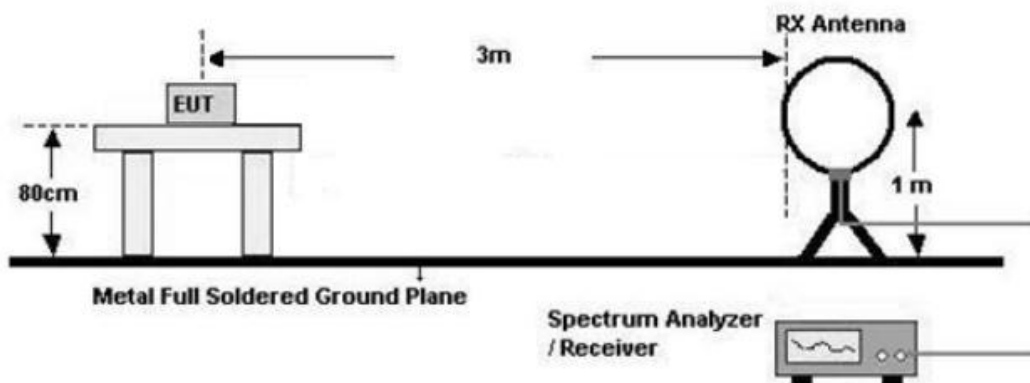 RX Antenna
3m
EUT
80cm
1 m
Metal Full Soldered Ground Plane
Spectrum Analyzer
/ Receiver